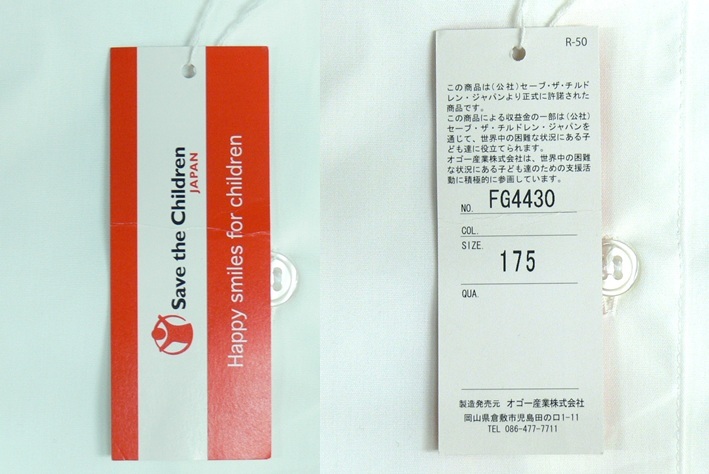 Save the Children
JAPAN
Happy smiles for children
R-50
この商品は(公社)セーブ・ザ・チルド
レン・ジャパンより正式に許諾された
商品です。
この商品による収益金の一部は(公社)
セーブ・ザ・チルドレン・ジャパンを
通じて、世界中の困難な状況にある子
ども達に役立てられます。
オゴー産業株式会社は、世界中の困難
な状況にある子ども達のための支援活
動に積極的に参画しています。
NO. FG4430
COL.
SIZE. 175
QUA.
製造発売元 オゴー産業株式会社
岡山県倉敷市児島田の口1-11
TEL 086-477-7711